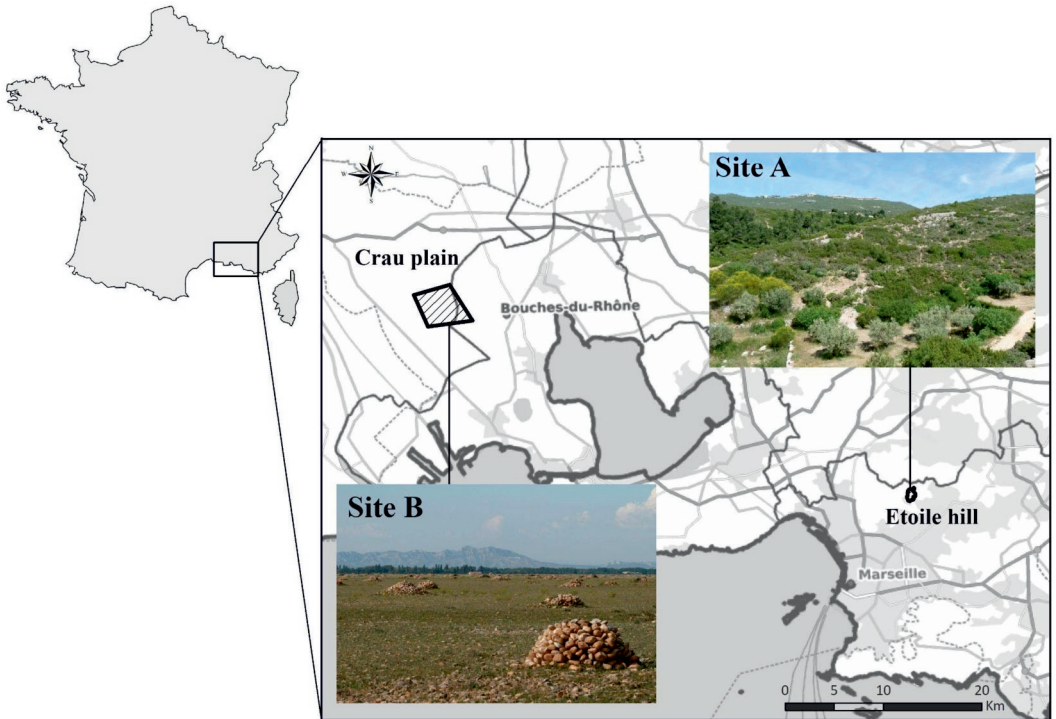 N
W
E
S
Site A
Crau plain
Bouches-du-Rhône
Site B
Etoile hill
Marseille
0 5 10 20
Km